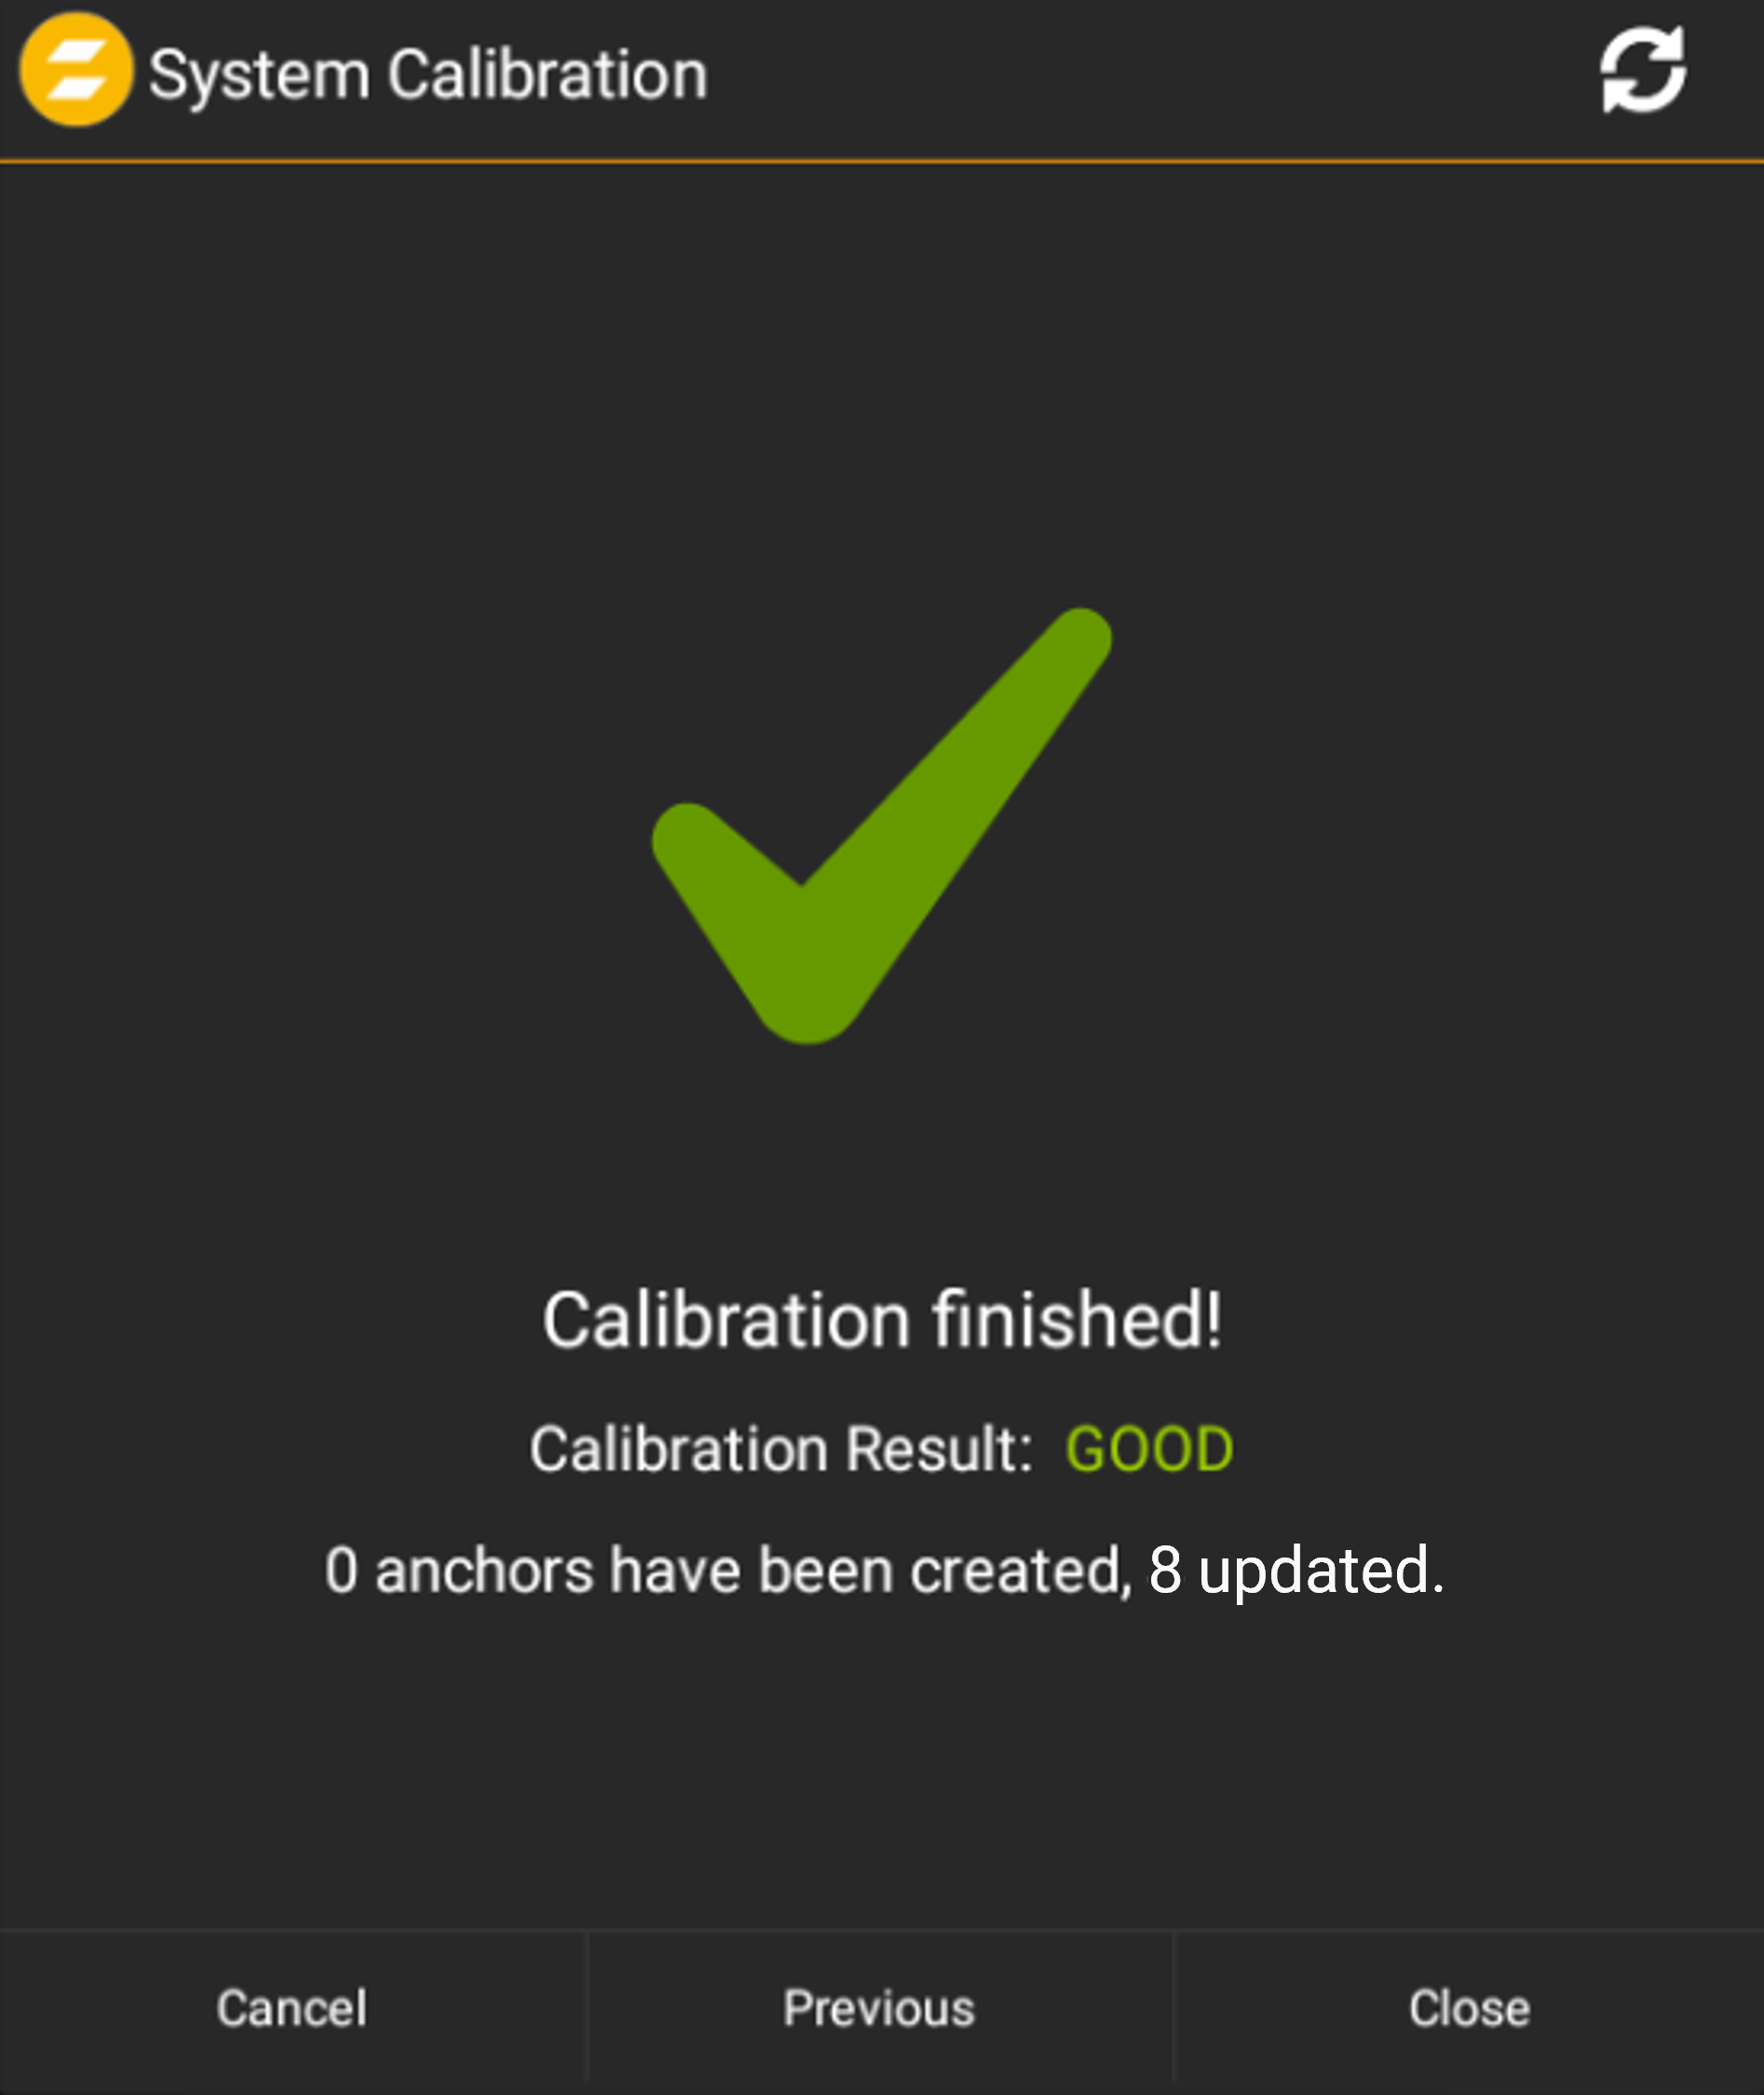 System Calibration
Calibration finished!
Calibration Result: GOOD
0 anchors have been created, 8 updated.
Cancel
Previous
Close